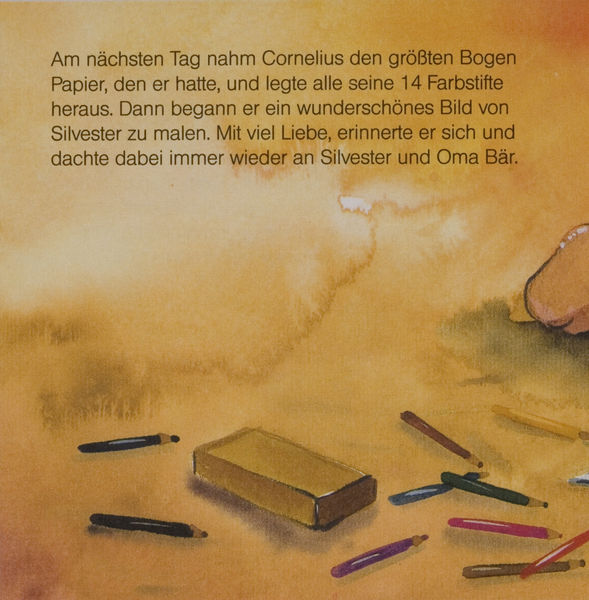 Am nächsten Tag nahm Cornelius den größten Bogen
Papier, den er hatte, und legte alle seine 14 Farbstifte
heraus. Dann begann er ein wunderschönes Bild von
Silvester zu malen. Mit viel Liebe, erinnerte er sich und
dachte dabei immer wieder an Silvester und Oma Bär.